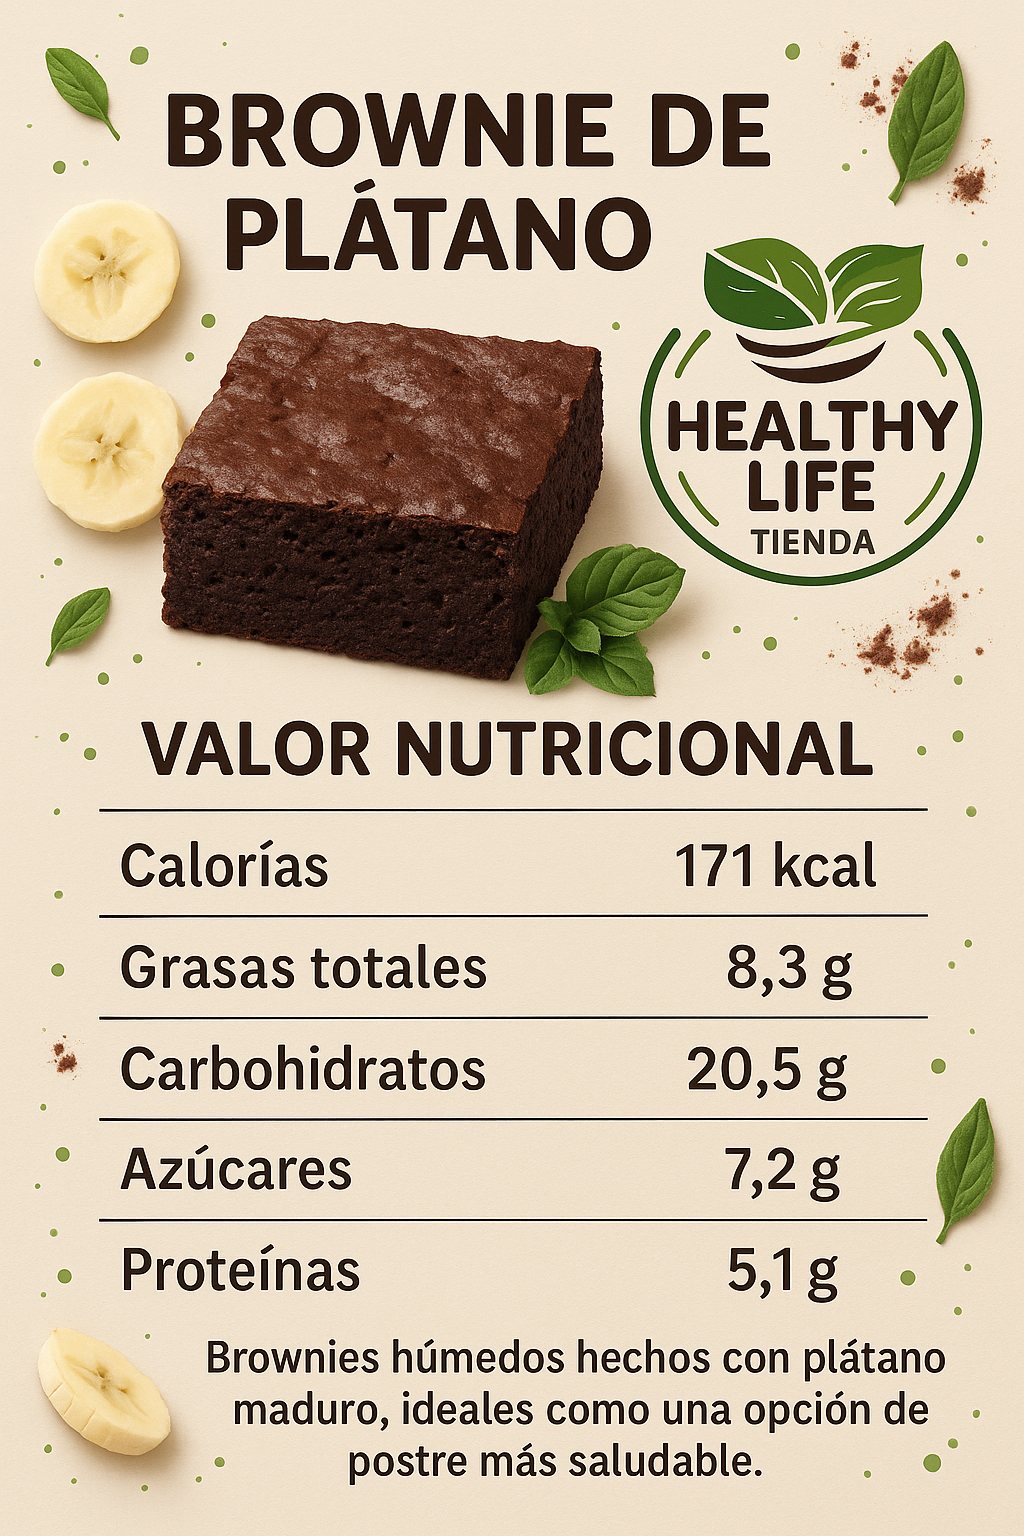 BROWNIE DE
PLÁTANO
HEALTHY
LIFE
TIENDA
VALOR NUTRICIONAL
Calorías 171 kcal
Grasas totales 8,3 g
Carbohidratos 20,5 g
Azúcares 7,2 g
Proteínas 5,1 g
Brownies húmedos hechos con plátano
maduro, ideales como una opción de
postre más saludable.